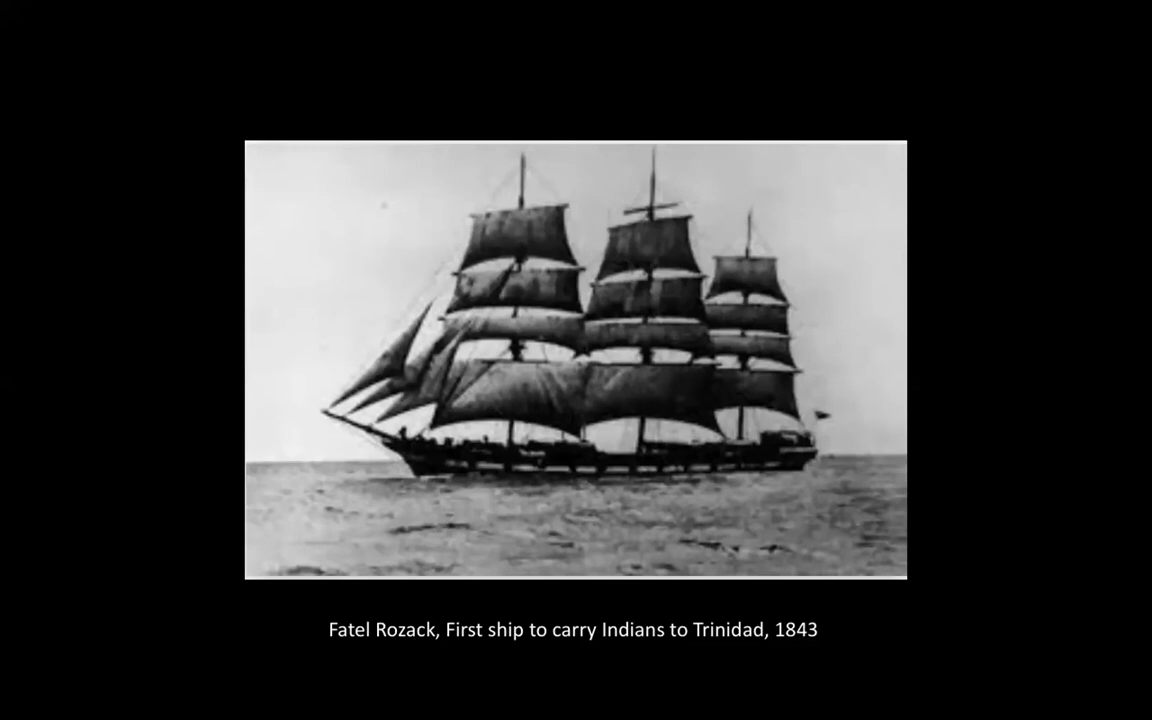 Fatel Rozack, First ship to carry Indians to Trinidad, 1843